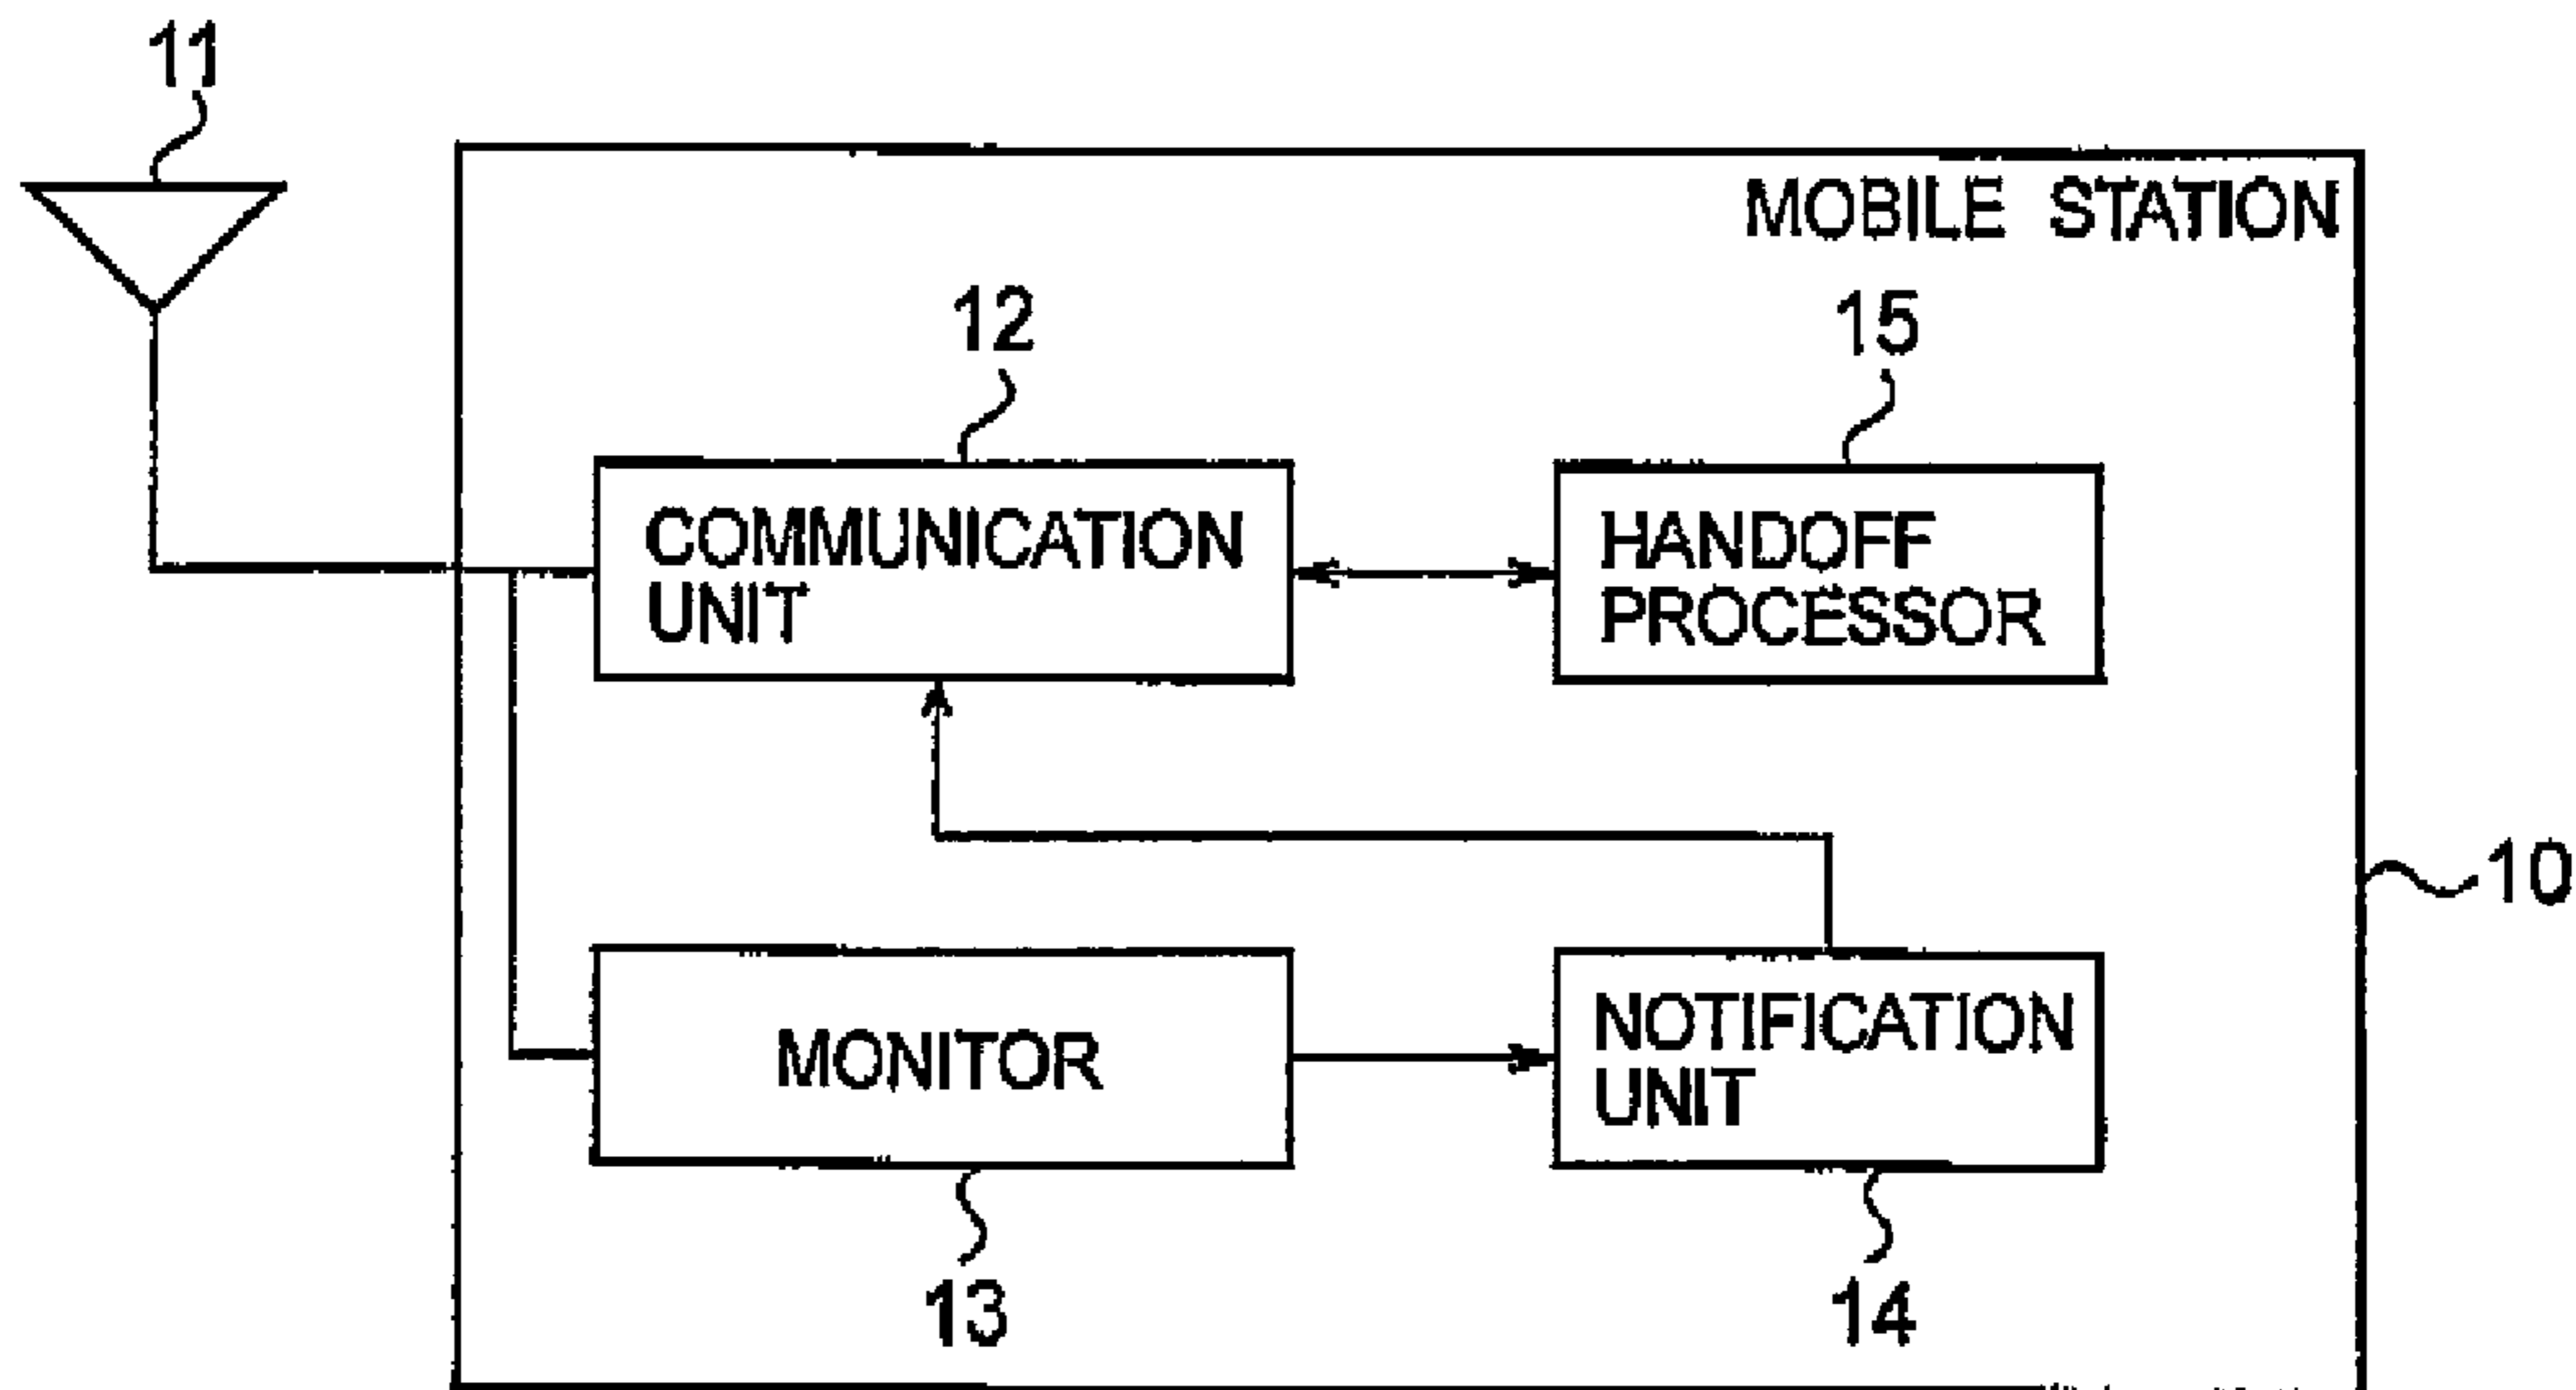 11
MOBILE STATION
12
15
COMMUNICATION
UNIT
HANDOFF
PROCESSOR
10
MONITOR
NOTIFICATION
UNIT
13
14